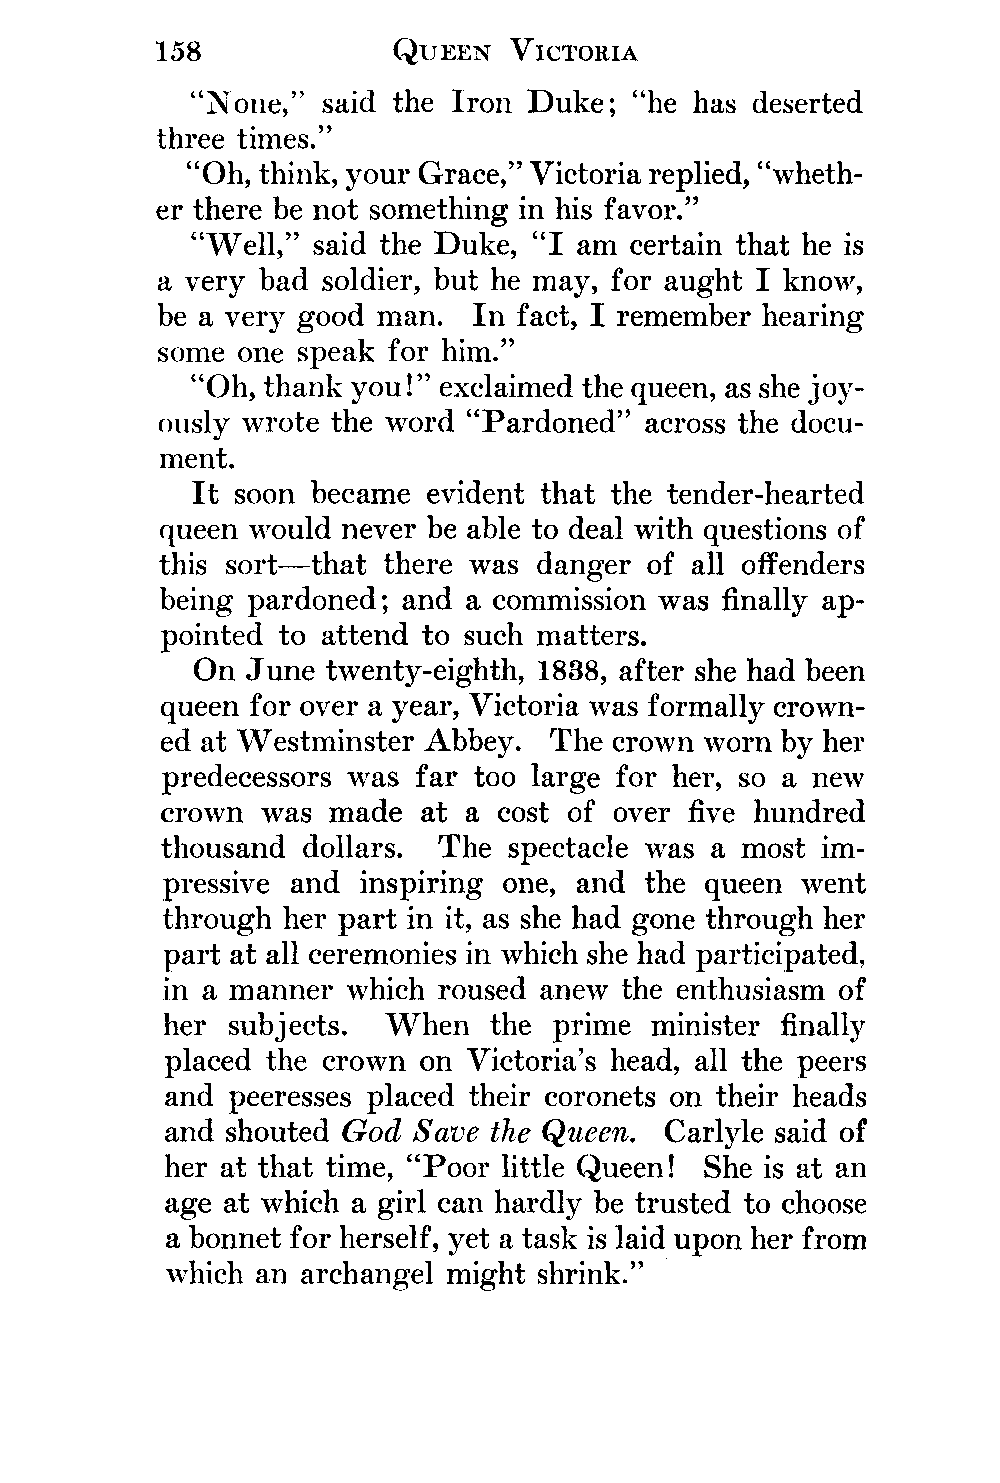 158 QUEEN VICTORIA
"None," said the Iron Duke; "he has deserted
three times."
"Oh, think, your Grace," Victoria replied, "wheth-
er there be not something in his favor."
"Well," said the Duke, "I am certain that he is
a very bad soldier, but he may, for aught I know,
be a very good man. In fact, I remember hearing
some one speak for him."
"Oh, thank you!" exclaimed the queen, as she joy-
ously wrote the word "Pardoned" across the docu-
ment.
It soon became evident that the tender-hearted
queen would never be able to deal with questions of
this sort—that there was danger of all offenders
being pardoned; and a commission was finally ap-
pointed to attend to such matters.
On June twenty-eighth, 1838, after she had been
queen for over a year, Victoria was formally crown-
ed at Westminster Abbey. The crown worn by her
predecessors was far too large for her, so a new
crown was made at a cost of over five hundred
thousand dollars. The spectacle was a most im-
pressive and inspiring one, and the queen went
through her part in it, as she had gone through her
part at all ceremonies in which she had participated,
in a manner which roused anew the enthusiasm of
her subjects. When the prime minister finally
placed the crown on Victoria's head, all the peers
and peeresses placed their coronets on their heads
and shouted God Save the Queen. Carlyle said of
her at that time, "Poor little Queen! She is at an
age at which a girl can hardly be trusted to choose
a bonnet for herself, yet a task is laid upon her from
which an archangel might shrink."